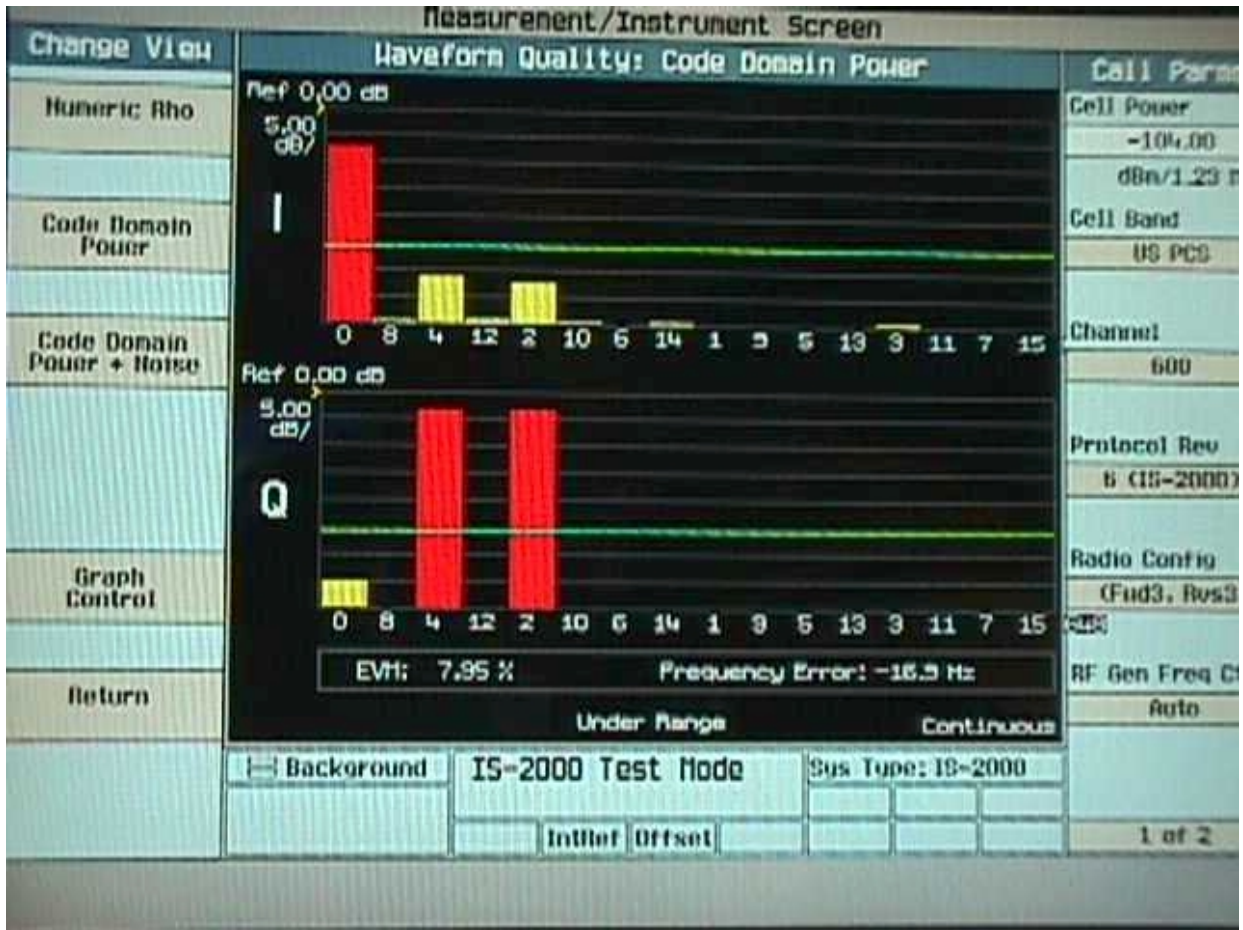 Measurement/Instrument Screen
Change View
Waveform Quality: Code Domain Power
Call Parms
Numeric Rho
Code Domain
Power
Code Domain
Power + Noise
Graph
Control
Return
Ref 0.00 dB
5.00
dB/
I
0 8 4 12 2 10 6 14 1 9 5 13 3 11 7 15
Ref 0.00 dB
5.00
dB/
Q
0 8 4 12 2 10 6 14 1 9 5 13 3 11 7 15
EVM: 7.95 % Frequency Error: -16.9 Hz
Under Range Continuous
Background
IS-2000 Test Mode
Sys Type: IS-2000
IntRef Offset
Cell Power
-104.00
dBm/1.23 M
Cell Band
US PCS
Channel
600
Protocol Rev
6 (IS-2000)
Radio Config
(Fwd3, Rvs3
RF Gen Freq Ct
Auto
1 of 2